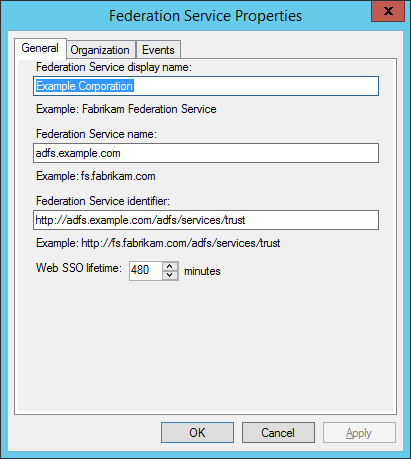 Federation Service Properties
x
General Organization Events
Federation Service display name:
Example Corporation
Example: Fabrikam Federation Service
Federation Service name:
adfs.example.com
Example: fs.fabrikam.com
Federation Service identifier:
http://adfs.example.com/adfs/services/trust
Example: http://fs.fabrikam.com/adfs/services/trust
Web SSO lifetime: 480 minutes
OK Cancel Apply